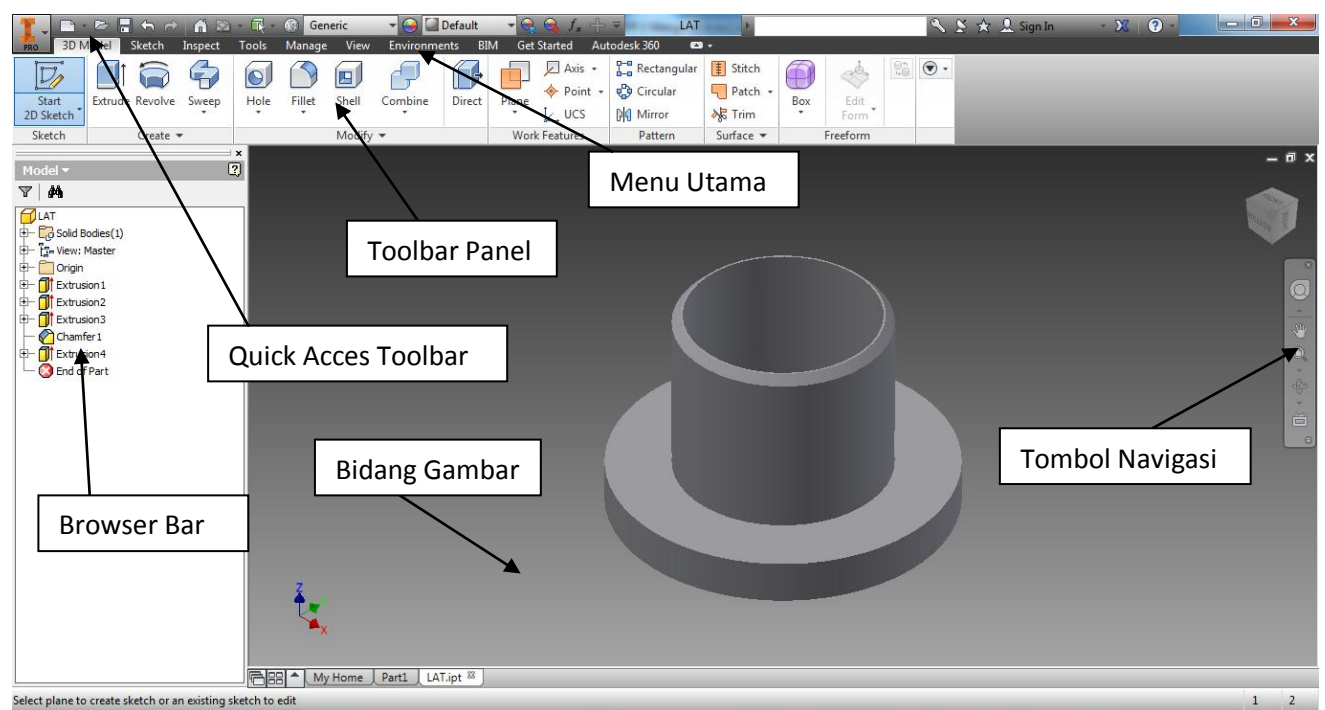 PRO
Generic
Default
fx
LAT
Sign In
3D Model Sketch Inspect Tools Manage View Environments BIM Get Started Autodesk 360
Start
2D Sketch
Extrude Revolve Sweep
Hole Fillet Shell Combine Direct
Plane
Axis
Point
UCS
Rectangular
Circular
Mirror
Stitch
Patch
Trim
Box
Edit
Form
Sketch Create Modify Work Features Pattern Surface Freeform
Model
LAT
Solid Bodies(1)
View: Master
Origin
Extrusion1
Extrusion2
Extrusion3
Chamfer1
Extrusion4
End of Part
Menu Utama
Toolbar Panel
Quick Acces Toolbar
Bidang Gambar
Tombol Navigasi
Browser Bar
FRONT
Z
X
My Home Part1 LAT.ipt
Select plane to create sketch or an existing sketch to edit
1 2